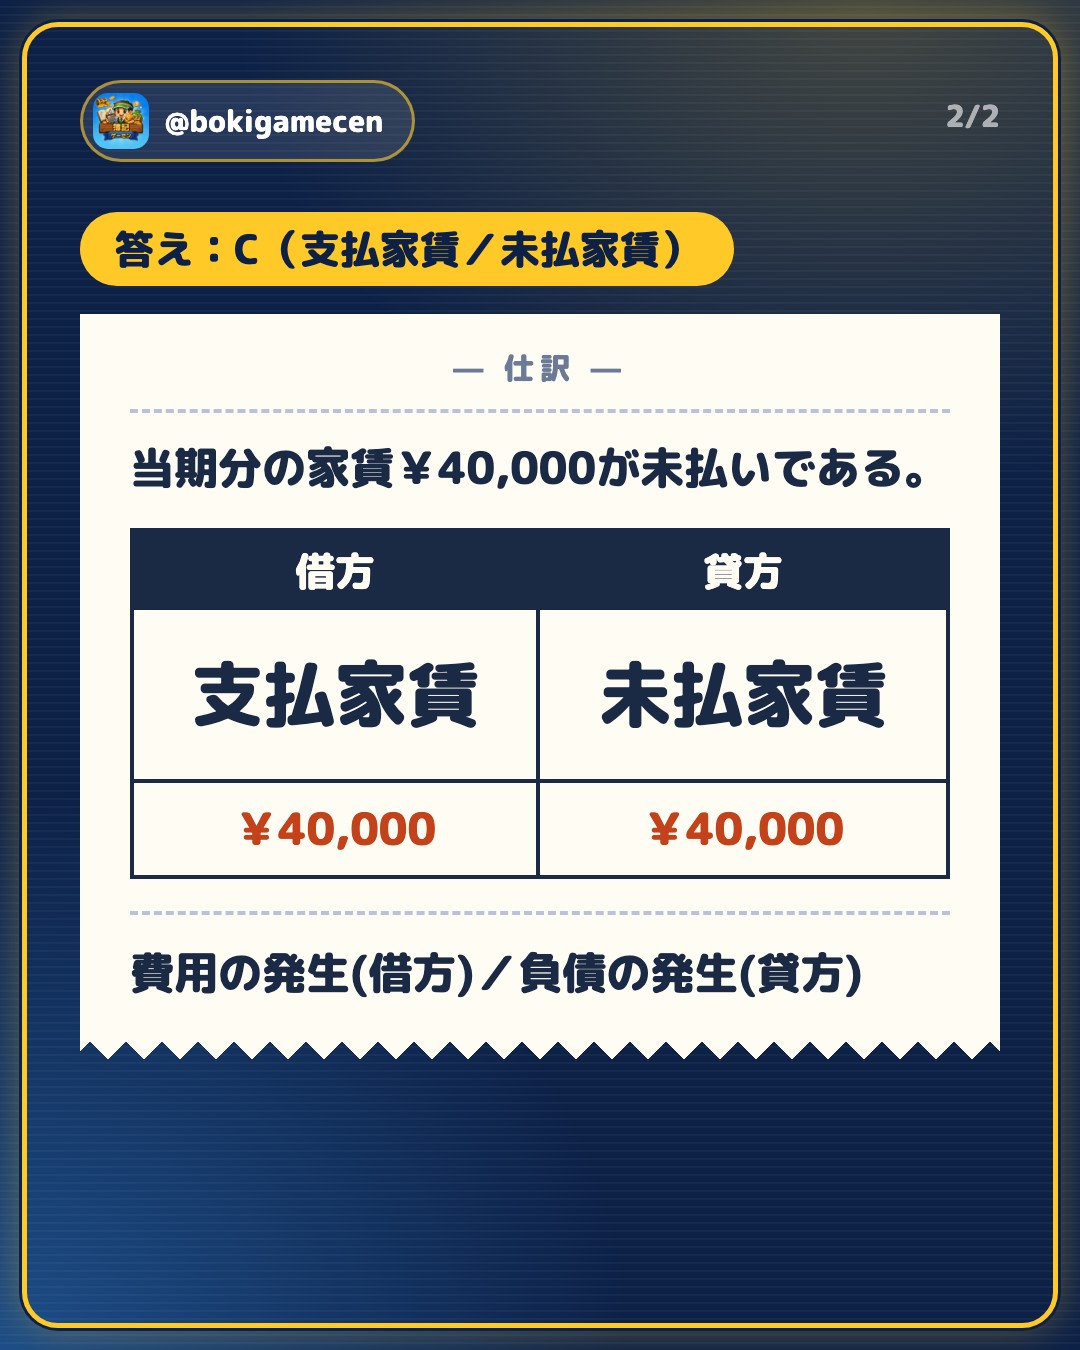 @bokigamecen
2/2
答え：C（支払家賃／未払家賃）
— 仕訳 —
当期分の家賃￥40,000が未払いである。
借方 貸方
支払家賃 未払家賃
￥40,000 ￥40,000
費用の発生(借方)／負債の発生(貸方)